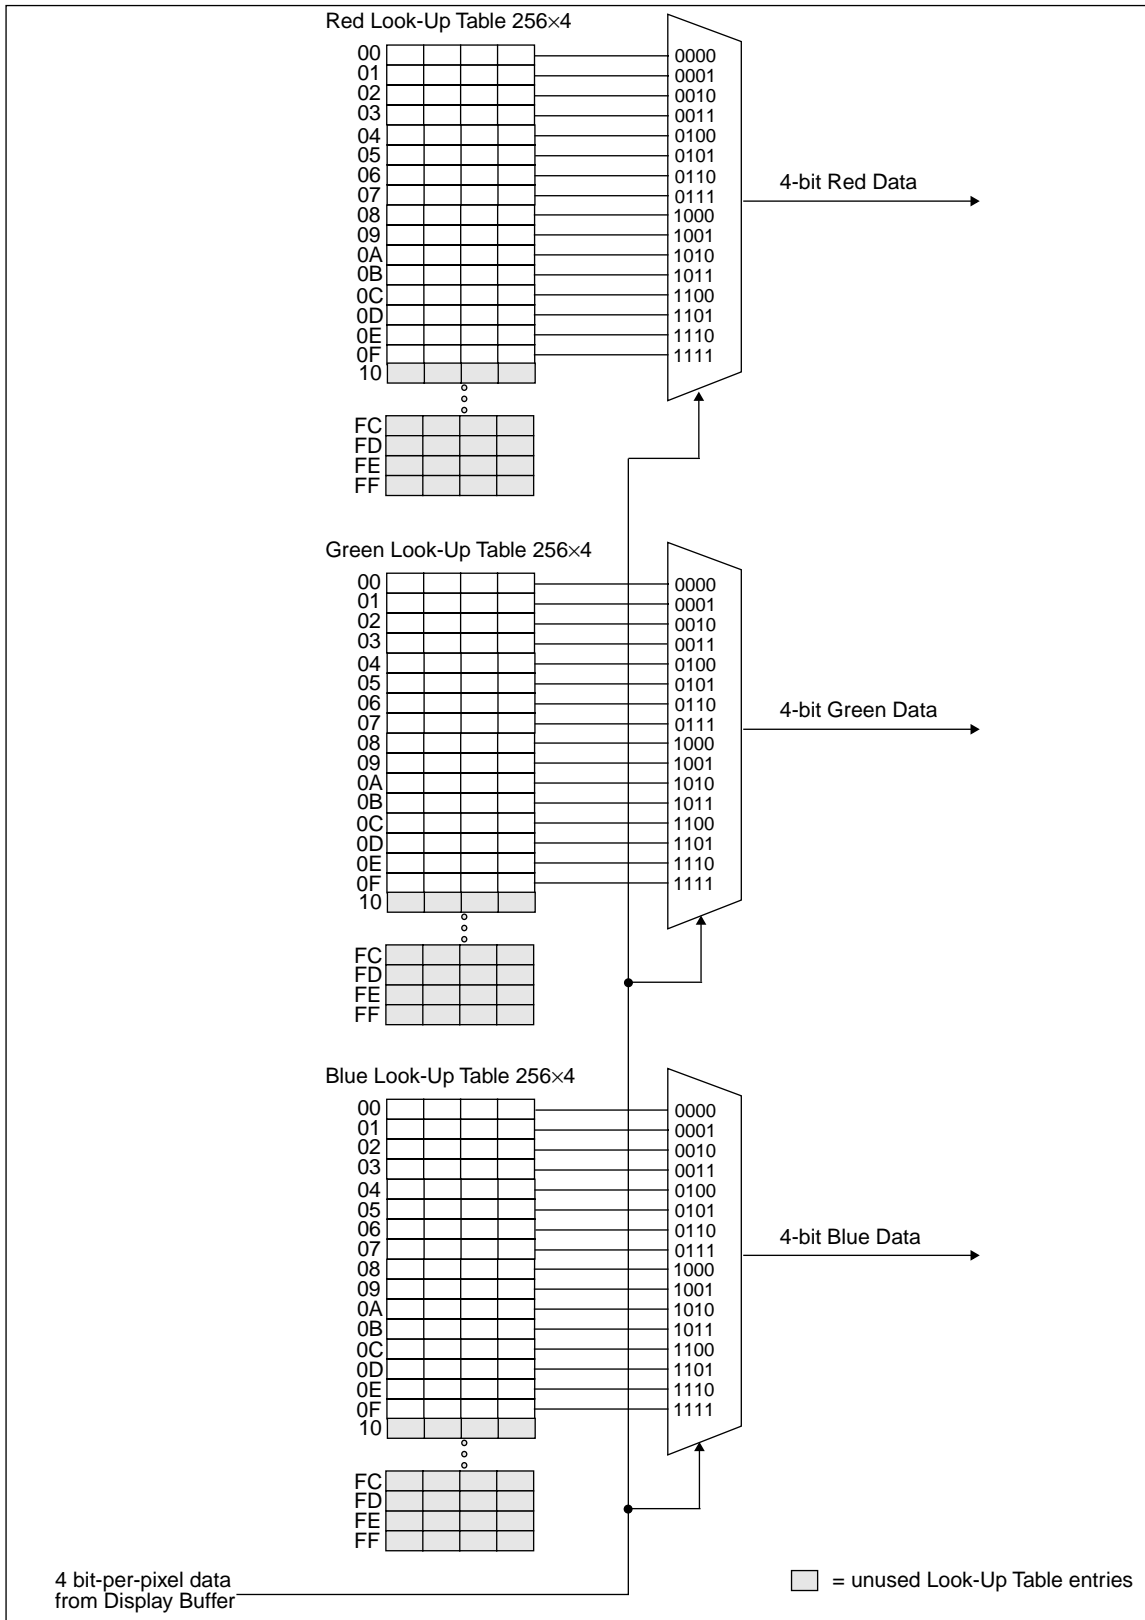 Red Look-Up Table 256×4
00 0000
01 0001
02 0010
03 0011
04 0100
05 0101
06 0110
07 0111
4-bit Red Data
08 1000
09 1001
0A 1010
0B 1011
0C 1100
0D 1101
0E 1110
0F 1111
10
FC
FD
FE
FF
Green Look-Up Table 256×4
00 0000
01 0001
02 0010
03 0011
04 0100
05 0101
06 0110
07 0111
4-bit Green Data
08 1000
09 1001
0A 1010
0B 1011
0C 1100
0D 1101
0E 1110
0F 1111
10
FC
FD
FE
FF
Blue Look-Up Table 256×4
00 0000
01 0001
02 0010
03 0011
04 0100
05 0101
06 0110
07 0111
4-bit Blue Data
08 1000
09 1001
0A 1010
0B 1011
0C 1100
0D 1101
0E 1110
0F 1111
10
FC
FD
FE
FF
4 bit-per-pixel data
from Display Buffer
= unused Look-Up Table entries